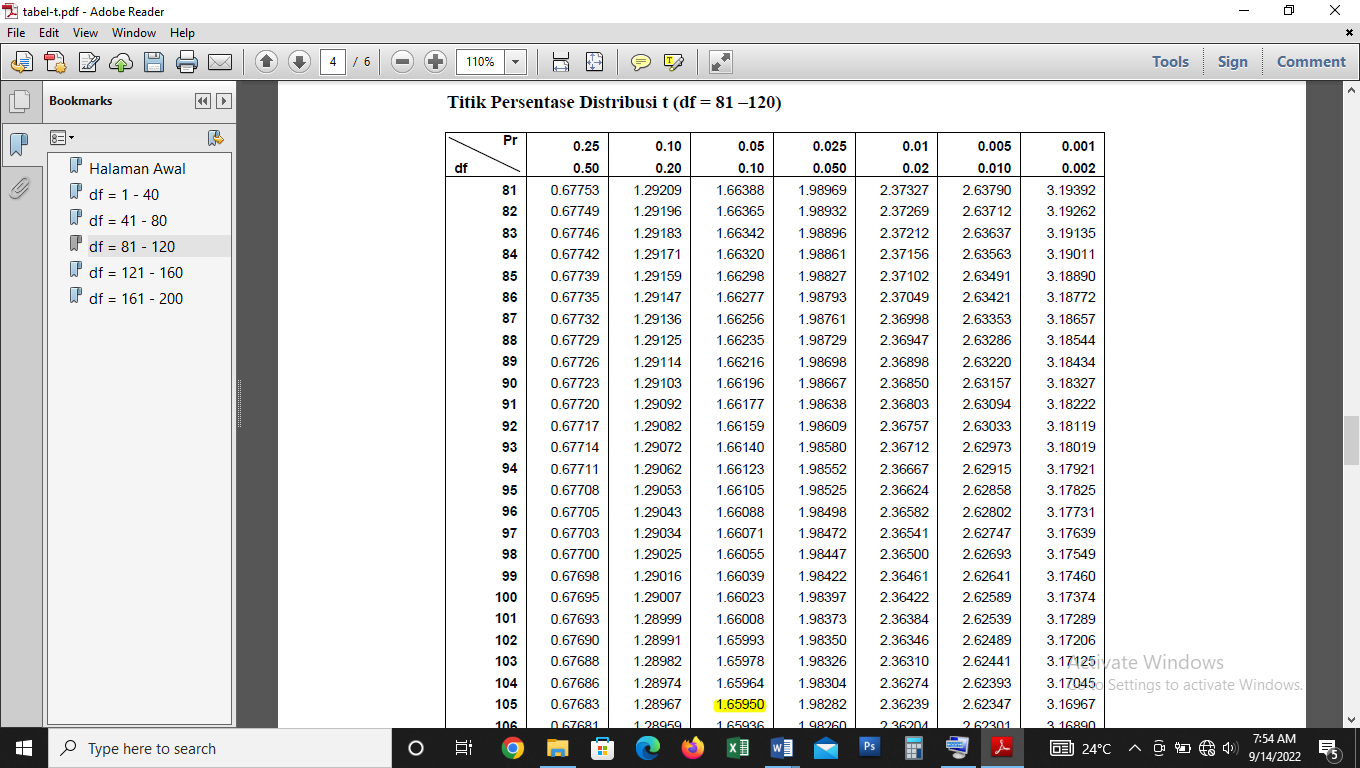 tabel-t.pdf - Adobe Reader
File Edit View Window Help
4 / 6 110% Tools Sign Comment
Bookmarks
Halaman Awal
df = 1 - 40
df = 41 - 80
df = 81 - 120
df = 121 - 160
df = 161 - 200
Titik Persentase Distribusi t (df = 81 –120)
Pr 0.25 0.10 0.05 0.025 0.01 0.005 0.001
df 0.50 0.20 0.10 0.050 0.02 0.010 0.002
81 0.67753 1.29209 1.66388 1.98969 2.37327 2.63790 3.19392
82 0.67749 1.29196 1.66365 1.98932 2.37269 2.63712 3.19262
83 0.67746 1.29183 1.66342 1.98896 2.37212 2.63637 3.19135
84 0.67742 1.29171 1.66320 1.98861 2.37156 2.63563 3.19011
85 0.67739 1.29159 1.66298 1.98827 2.37102 2.63491 3.18890
86 0.67735 1.29147 1.66277 1.98793 2.37049 2.63421 3.18772
87 0.67732 1.29136 1.66256 1.98761 2.36998 2.63353 3.18657
88 0.67729 1.29125 1.66235 1.98729 2.36947 2.63286 3.18544
89 0.67726 1.29114 1.66216 1.98698 2.36898 2.63220 3.18434
90 0.67723 1.29103 1.66196 1.98667 2.36850 2.63157 3.18327
91 0.67720 1.29092 1.66177 1.98638 2.36803 2.63094 3.18222
92 0.67717 1.29082 1.66159 1.98609 2.36757 2.63033 3.18119
93 0.67714 1.29072 1.66140 1.98580 2.36712 2.62973 3.18019
94 0.67711 1.29062 1.66123 1.98552 2.36667 2.62915 3.17921
95 0.67708 1.29053 1.66105 1.98525 2.36624 2.62858 3.17825
96 0.67705 1.29043 1.66088 1.98498 2.36582 2.62802 3.17731
97 0.67703 1.29034 1.66071 1.98472 2.36541 2.62747 3.17639
98 0.67700 1.29025 1.66055 1.98447 2.36500 2.62693 3.17549
99 0.67698 1.29016 1.66039 1.98422 2.36461 2.62641 3.17460
100 0.67695 1.29007 1.66023 1.98397 2.36422 2.62589 3.17374
101 0.67693 1.28999 1.66008 1.98373 2.36384 2.62539 3.17289
102 0.67690 1.28991 1.65993 1.98350 2.36346 2.62489 3.17206
103 0.67688 1.28982 1.65978 1.98326 2.36310 2.62441 3.17125
104 0.67686 1.28974 1.65964 1.98304 2.36274 2.62393 3.17045
105 0.67683 1.28967 1.65950 1.98282 2.36239 2.62347 3.16967
106 0.67681 1.28959 1.65936 1.98260 2.36204 2.62301 3.16890
Activate Windows
Go to Settings to activate Windows.
Type here to search
24°C
7:54 AM
9/14/2022
5